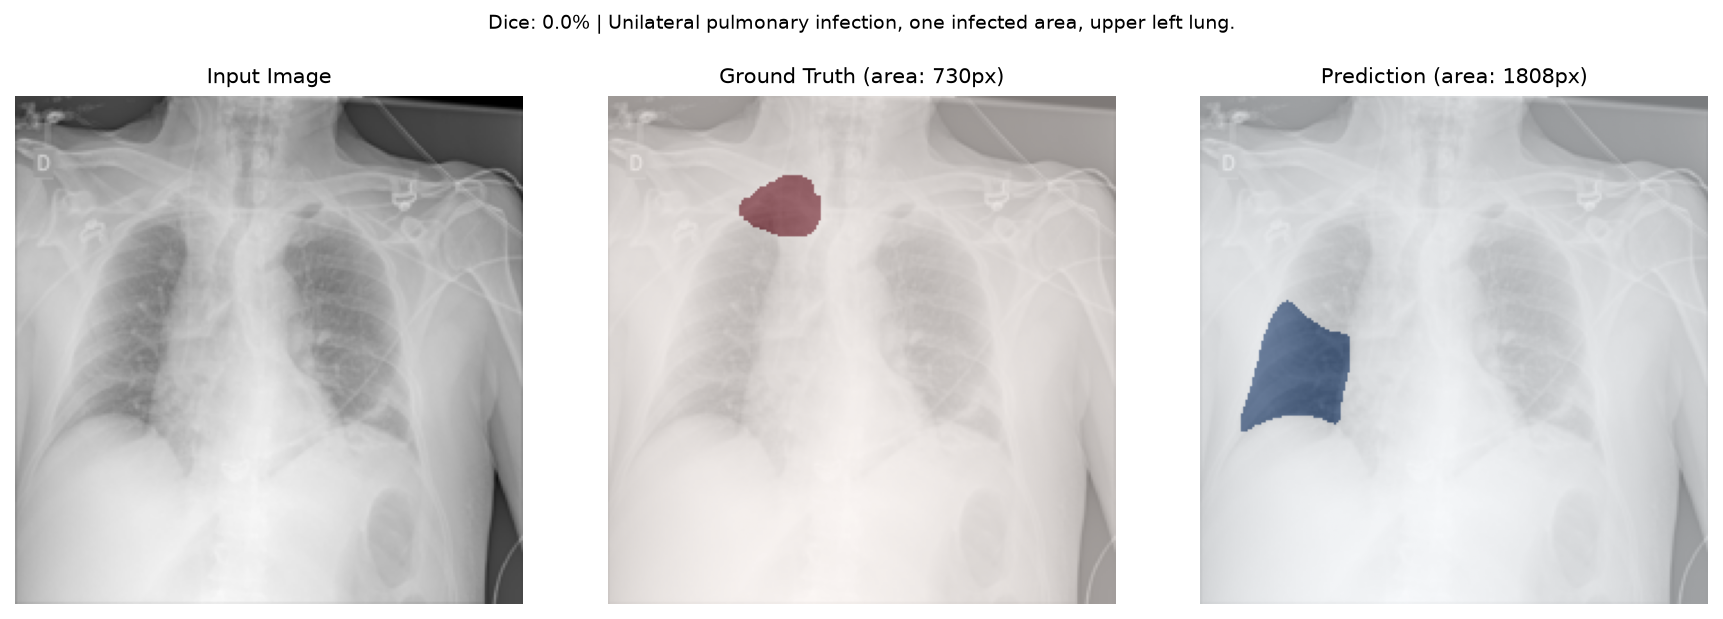 Dice: 0.0% | Unilateral pulmonary infection, one infected area, upper left lung.
Input Image
Ground Truth (area: 730px)
Prediction (area: 1808px)
D
D
D